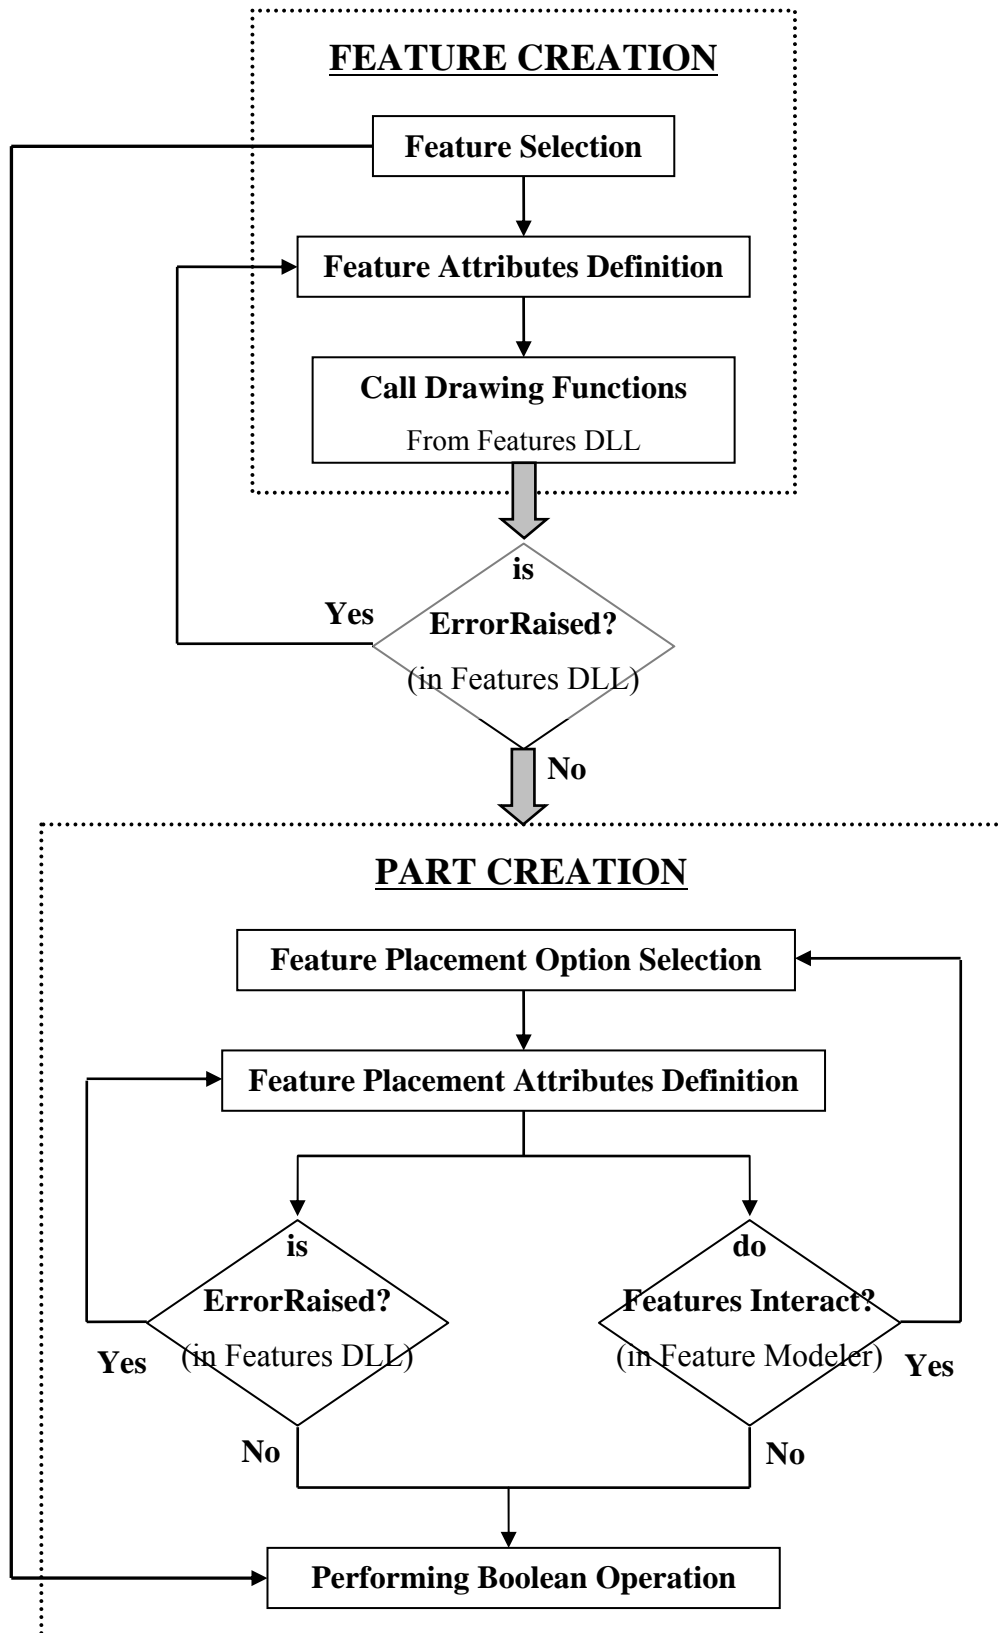 FEATURE CREATION
Feature Selection
Feature Attributes Definition
Call Drawing Functions
From Features DLL
is
Yes
ErrorRaised?
(in Features DLL)
No
PART CREATION
Feature Placement Option Selection
Feature Placement Attributes Definition
is
ErrorRaised?
(in Features DLL)
Yes
No
do
Features Interact?
(in Feature Modeler)
Yes
No
Performing Boolean Operation